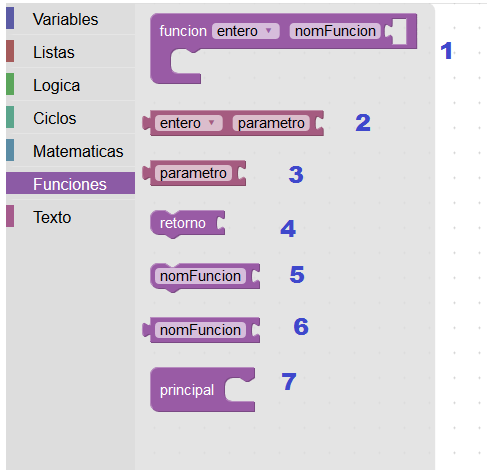 Variables
Listas
Logica
Ciclos
Matematicas
Funciones
Texto
funcion entero ▾ nomFuncion
1
entero ▾ parametro
2
parametro
3
retorno
4
nomFuncion
5
nomFuncion
6
principal
7